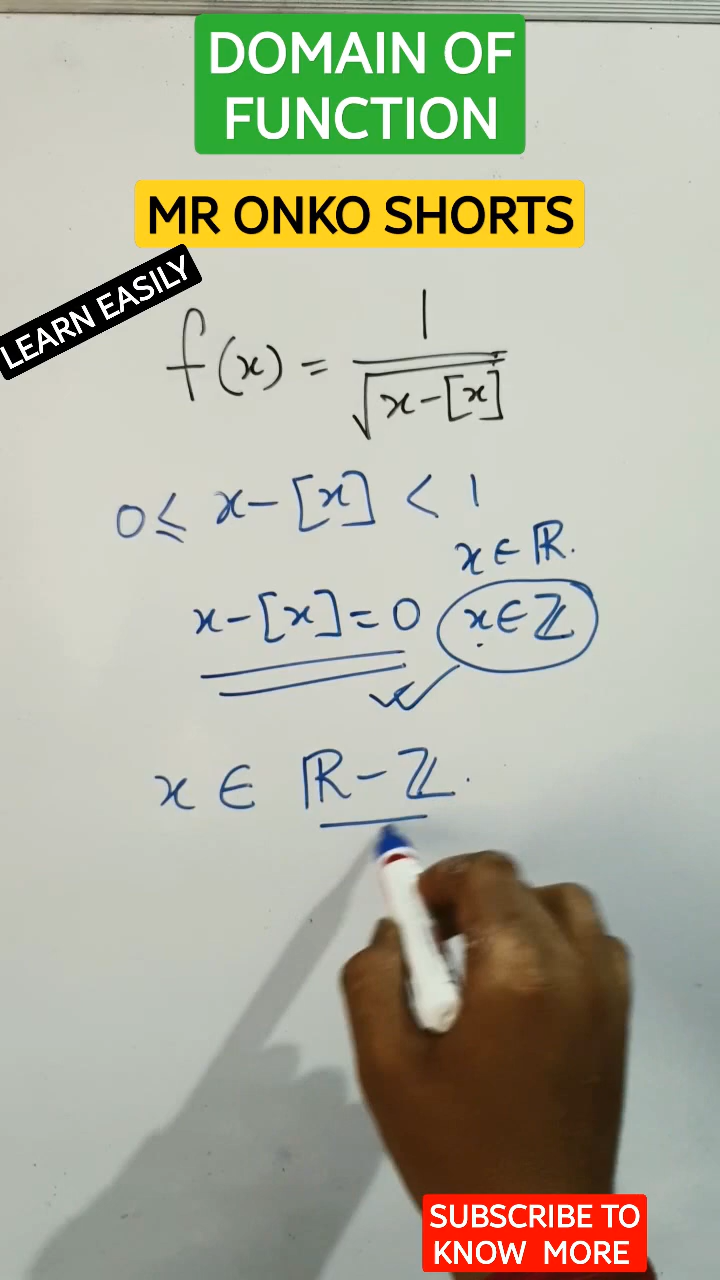 DOMAIN OF
FUNCTION
MR ONKO SHORTS
LEARN EASILY
f(x) = 1/√(x-[x])
0 ≤ x-[x] < 1
x ∈ ℝ.
x-[x]=0 x∈ℤ
x ∈ ℝ-ℤ.
SUBSCRIBE TO
KNOW MORE